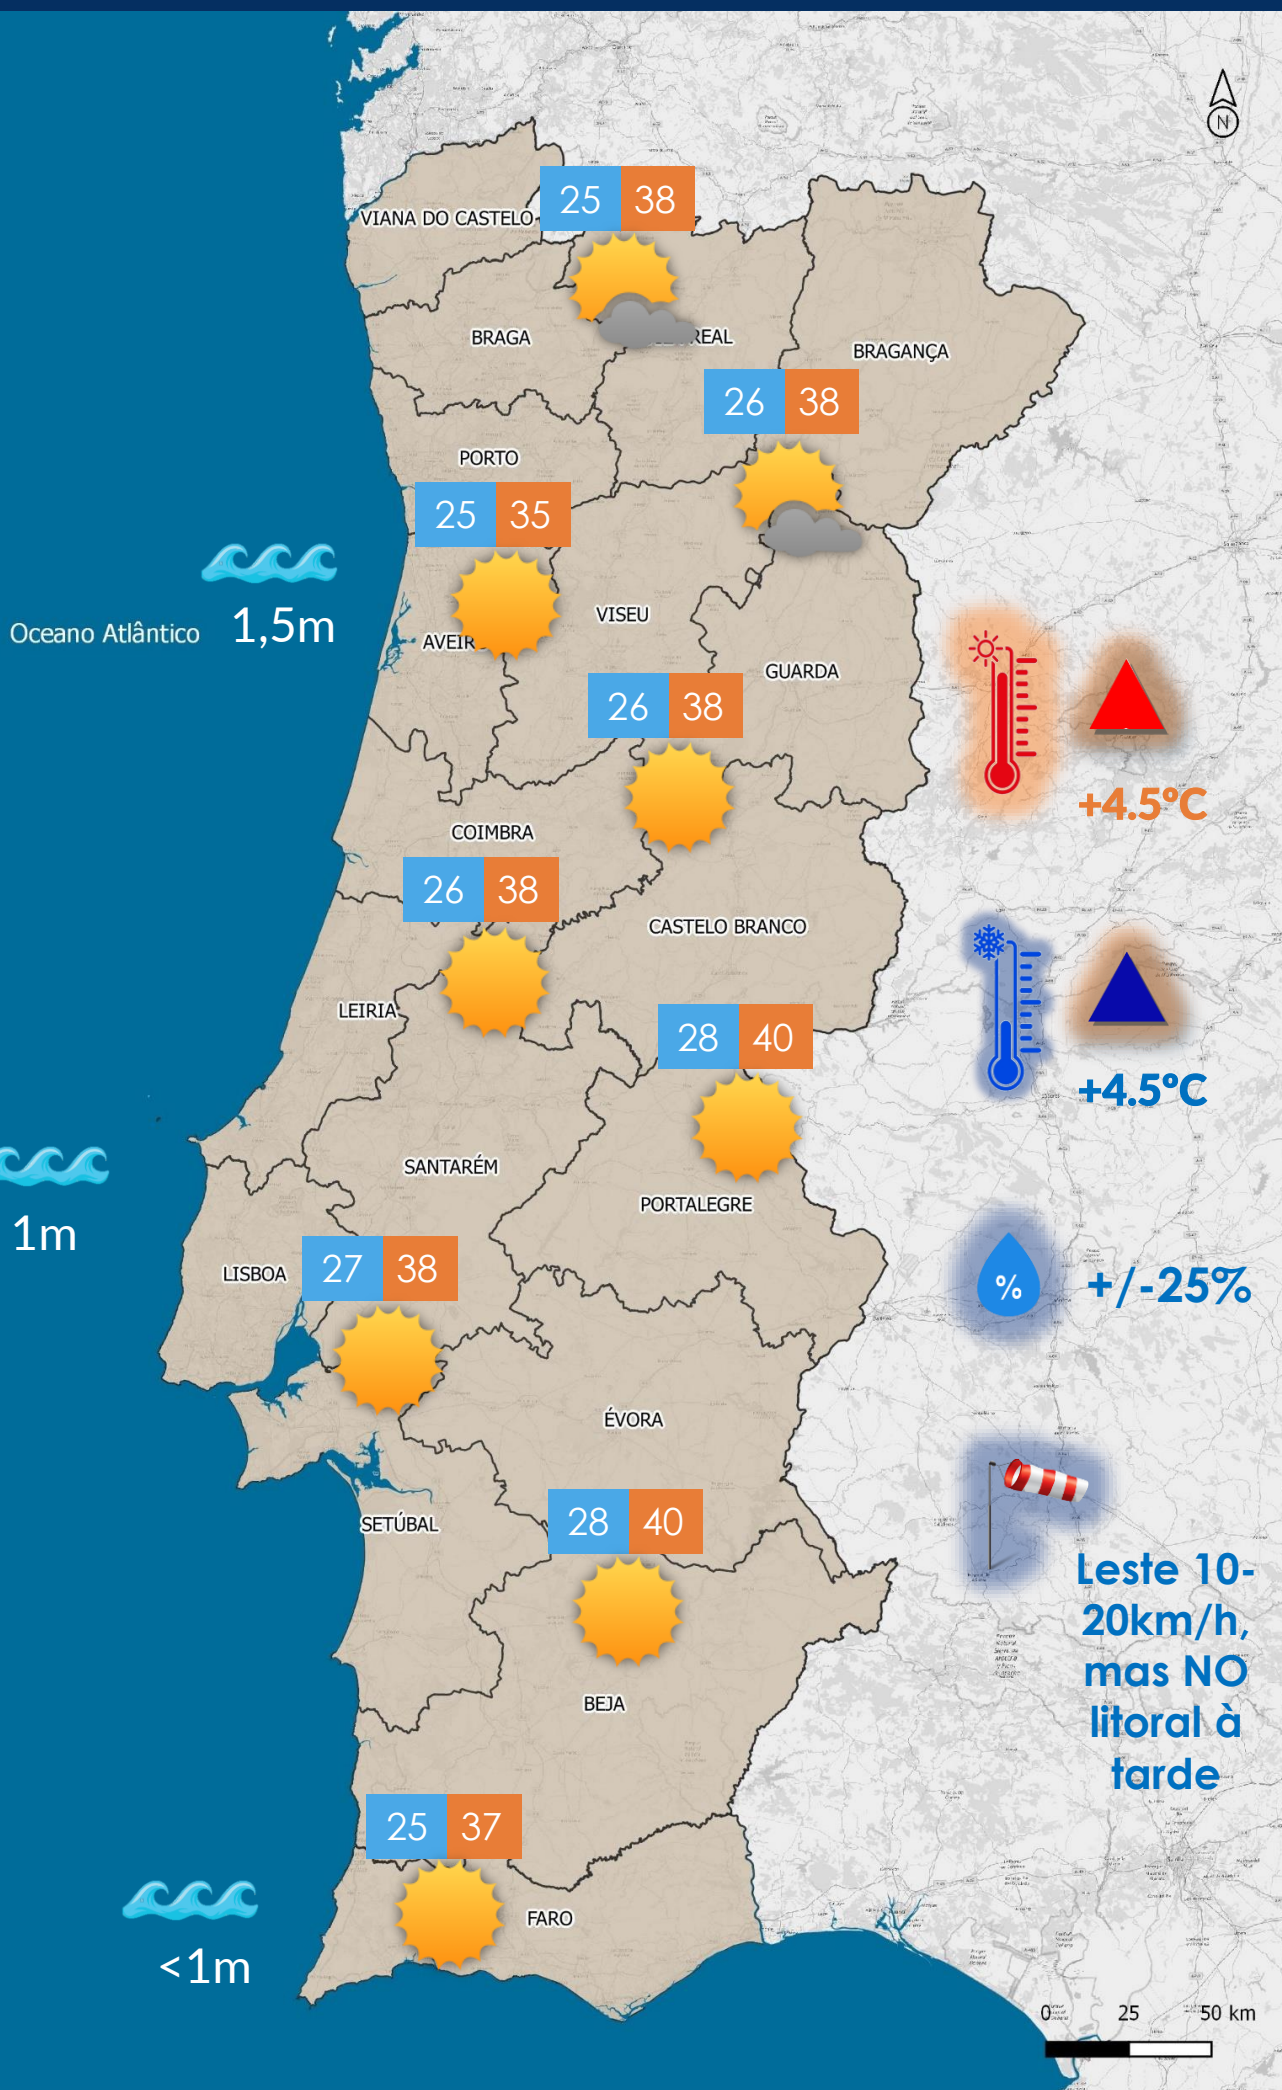 N
25 38
VIANA DO CASTELO
BRAGA
REAL
BRAGANÇA
26 38
PORTO
25 35
VISEU
1,5m
Oceano Atlântico
AVEIR
GUARDA
26 38
+4.5°C
COIMBRA
26 38
CASTELO BRANCO
LEIRIA
28 40
+4.5°C
SANTARÉM
PORTALEGRE
1m
LISBOA
27 38
%
+/-25%
ÉVORA
SETÚBAL
28 40
Leste 10-
20km/h,
mas NO
litoral à
tarde
BEJA
25 37
FARO
<1m
0 25 50 km